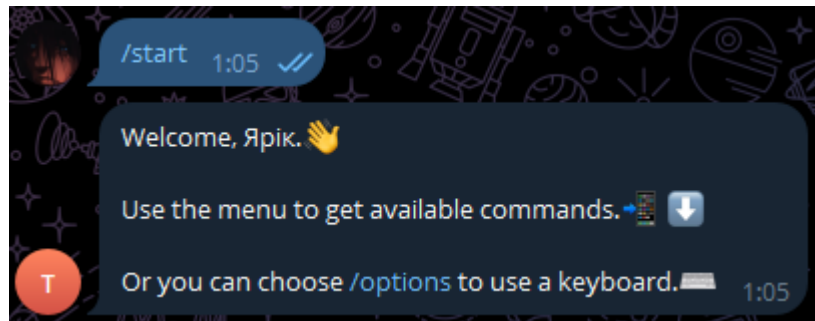 /start 1:05
Welcome, Ярік.👋
Use the menu to get available commands.📲 ⬇️
T
Or you can choose /options to use a keyboard.⌨️ 1:05